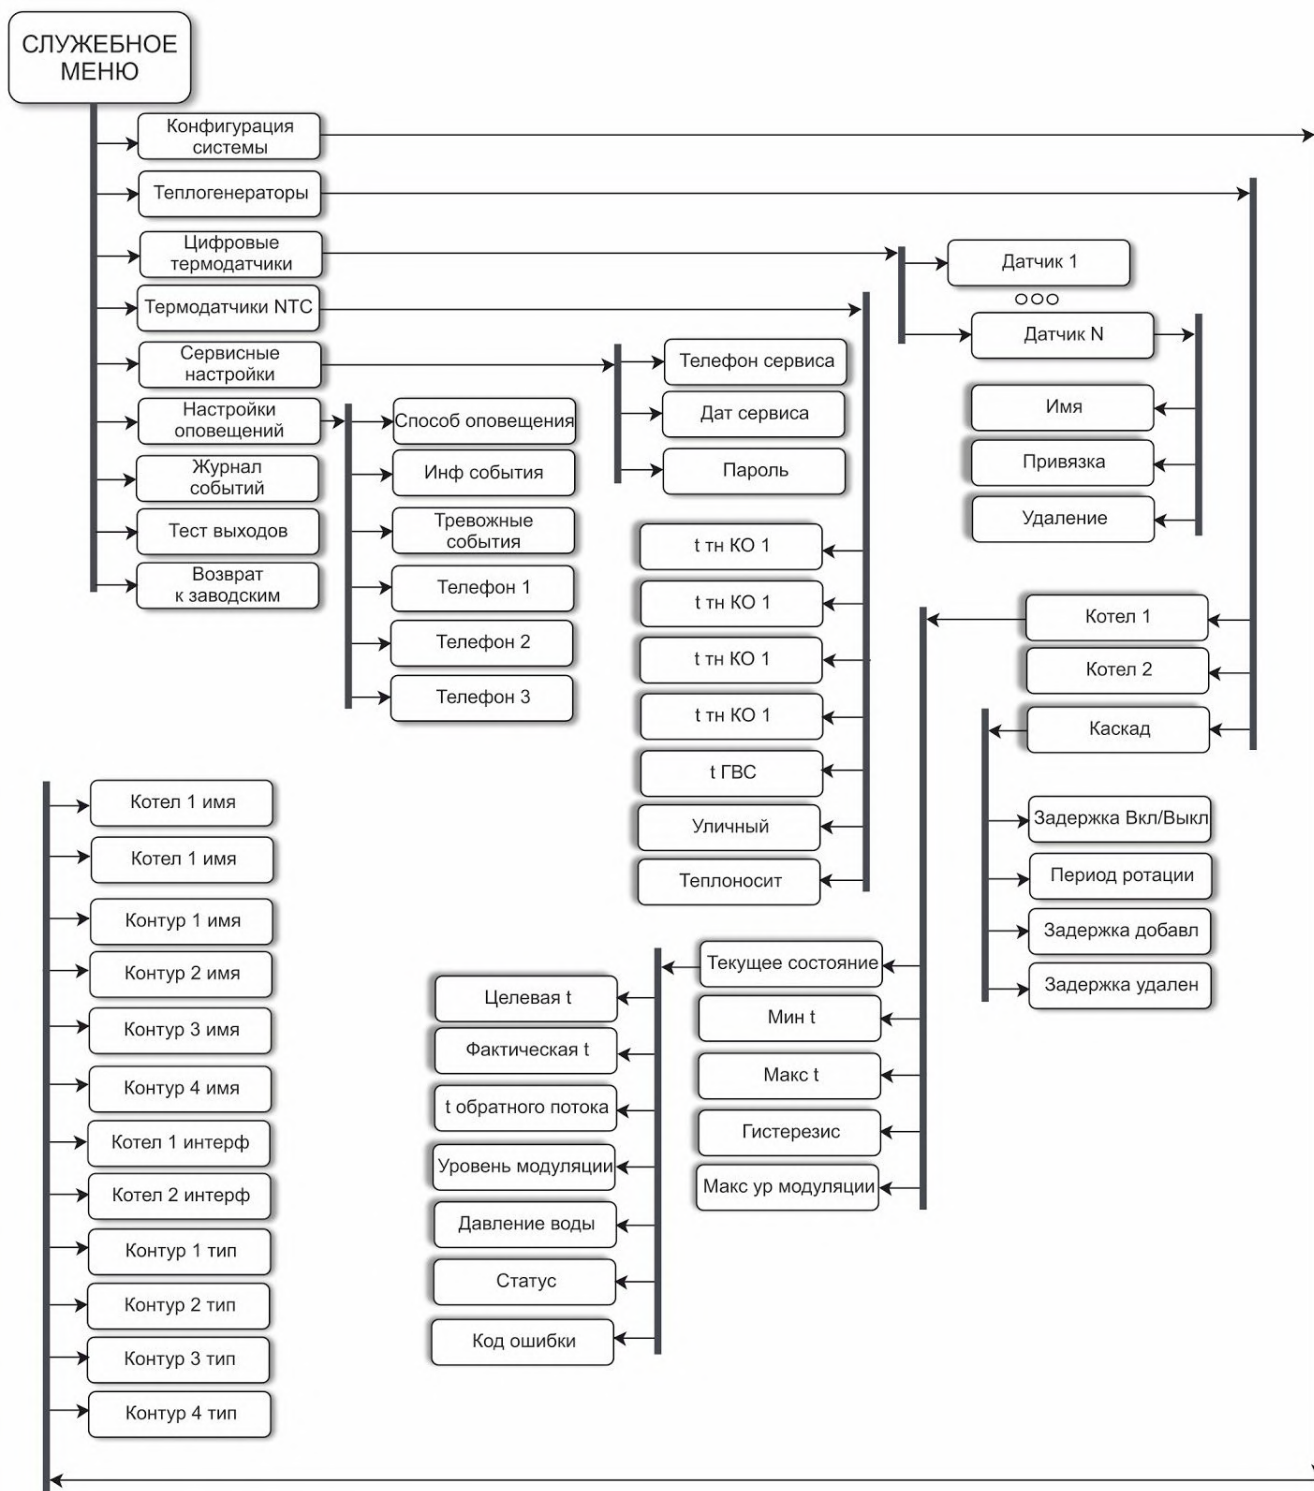 СЛУЖЕБНОЕ
МЕНЮ
Конфигурация
системы
Теплогенераторы
Цифровые
термодатчики
Термодатчики NTC
Сервисные
настройки
Настройки
оповещений
Журнал
событий
Тест выходов
Возврат
к заводским
Способ оповещения
Инф события
Тревожные
события
Телефон 1
Телефон 2
Телефон 3
Телефон сервиса
Дат сервиса
Пароль
Датчик 1
Датчик N
Имя
Привязка
Удаление
t тн КО 1
t тн КО 1
t тн КО 1
t тн КО 1
t ГВС
Уличный
Теплоносит
Котел 1
Котел 2
Каскад
Задержка Вкл/Выкл
Период ротации
Задержка добавл
Задержка удален
Текущее состояние
Мин t
Макс t
Гистерезис
Макс ур модуляции
Целевая t
Фактическая t
t обратного потока
Уровень модуляции
Давление воды
Статус
Код ошибки
Котел 1 имя
Котел 1 имя
Контур 1 имя
Контур 2 имя
Контур 3 имя
Контур 4 имя
Котел 1 интерф
Котел 2 интерф
Контур 1 тип
Контур 2 тип
Контур 3 тип
Контур 4 тип